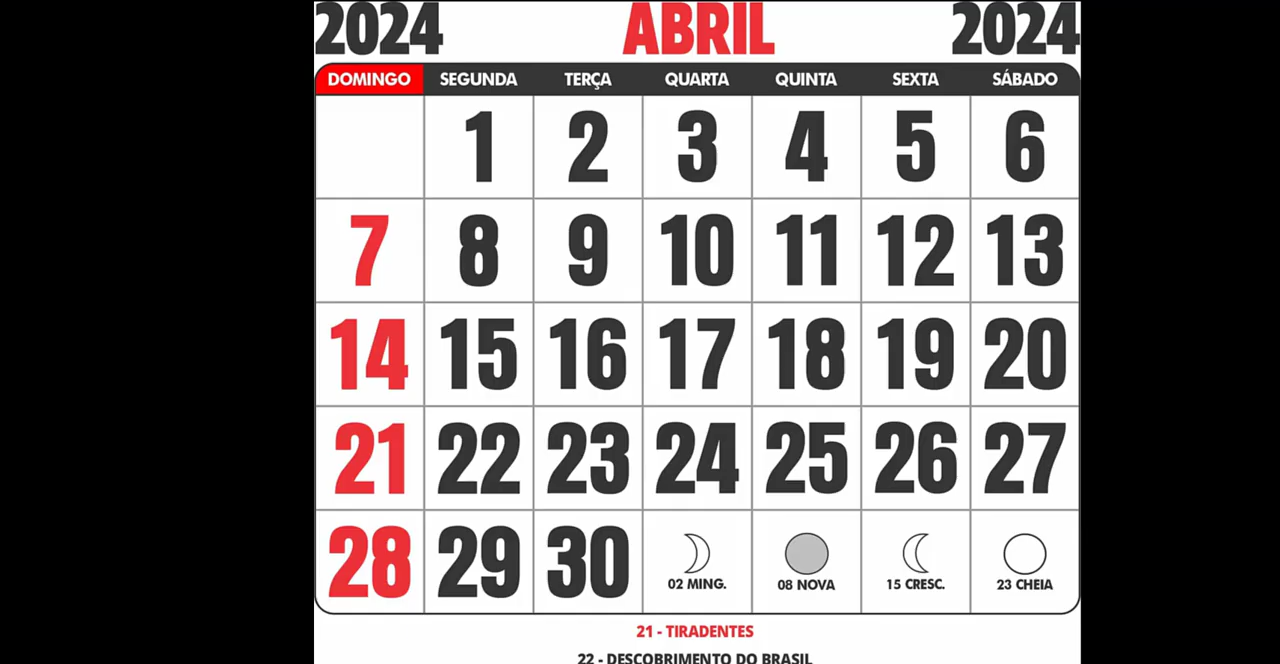 2024 ABRIL 2024
DOMINGO SEGUNDA TERÇA QUARTA QUINTA SEXTA SÁBADO
1 2 3 4 5 6
7 8 9 10 11 12 13
14 15 16 17 18 19 20
21 22 23 24 25 26 27
28 29 30 02 MING. 08 NOVA 15 CRESC. 23 CHEIA
21 - TIRADENTES
22 - DESCOBRIMENTO DO BRASIL